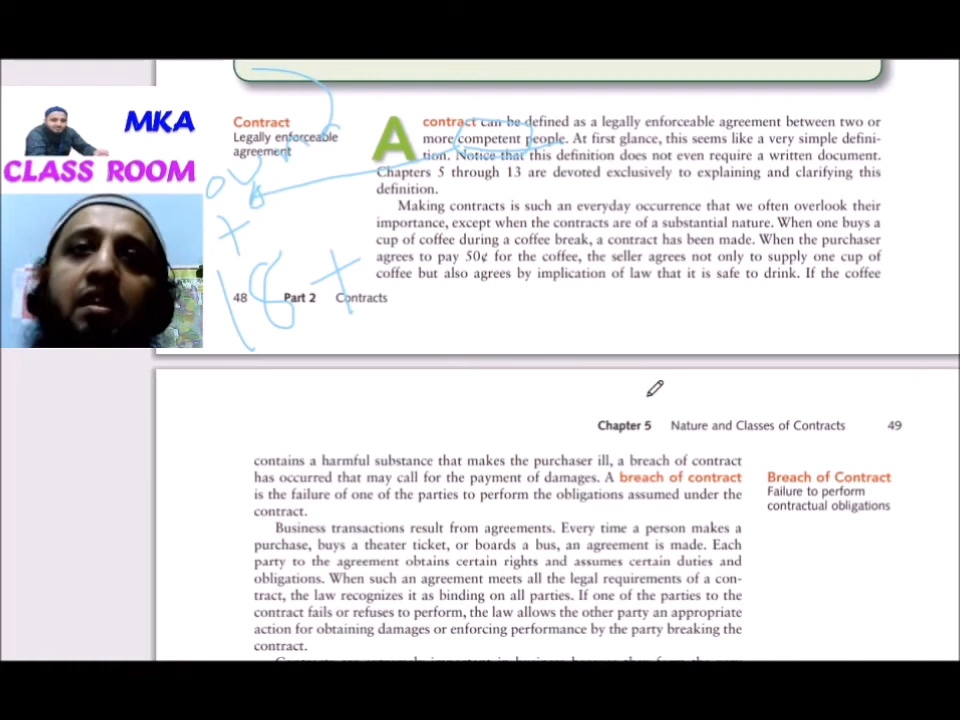 MKA
CLASS ROOM
Contract
Legally enforceable
agreement
A contract can be defined as a legally enforceable agreement between two or
more competent people. At first glance, this seems like a very simple defini-
tion. Notice that this definition does not even require a written document.
Chapters 5 through 13 are devoted exclusively to explaining and clarifying this
definition.
Making contracts is such an everyday occurrence that we often overlook their
importance, except when the contracts are of a substantial nature. When one buys a
cup of coffee during a coffee break, a contract has been made. When the purchaser
agrees to pay 50¢ for the coffee, the seller agrees not only to supply one cup of
coffee but also agrees by implication of law that it is safe to drink. If the coffee
18+
48 Part 2 Contracts
Chapter 5 Nature and Classes of Contracts 49
contains a harmful substance that makes the purchaser ill, a breach of contract
has occurred that may call for the payment of damages. A breach of contract
is the failure of one of the parties to perform the obligations assumed under the
contract.
Breach of Contract
Failure to perform
contractual obligations
Business transactions result from agreements. Every time a person makes a
purchase, buys a theater ticket, or boards a bus, an agreement is made. Each
party to the agreement obtains certain rights and assumes certain duties and
obligations. When such an agreement meets all the legal requirements of a con-
tract, the law recognizes it as binding on all parties. If one of the parties to the
contract fails or refuses to perform, the law allows the other party an appropriate
action for obtaining damages or enforcing performance by the party breaking the
contract.